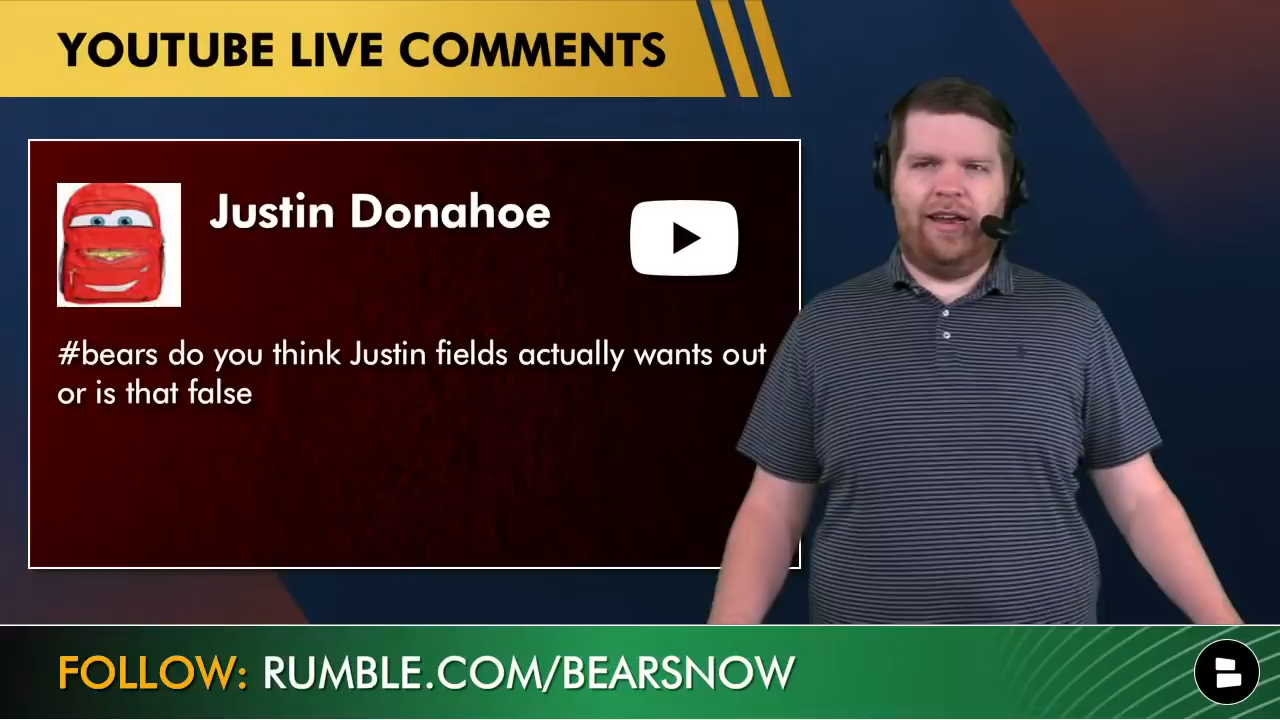 YOUTUBE LIVE COMMENTS
Justin Donahoe
#bears do you think Justin fields actually wants out
or is that false
FOLLOW: RUMBLE.COM/BEARSNOW